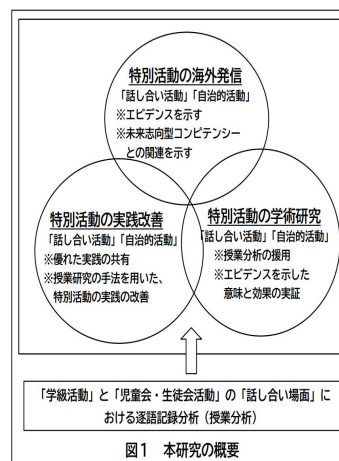 特別活動の海外発信
「話し合い活動」「自治的活動」
※エビデンスを示す
※未来志向型コンピテンシー
との関連を示す
特別活動の実践改善
「話し合い活動」「自治的活動」
※優れた実践の共有
※授業研究の手法を用いた、
特別活動の実践の改善
特別活動の学術研究
「話し合い活動」「自治的活動」
※授業分析の援用
※エビデンスを示した
意味と効果の実証
「学級活動」と「児童会・生徒会活動」の「話し合い場面」に
おける逐語記録分析（授業分析）
図1　本研究の概要